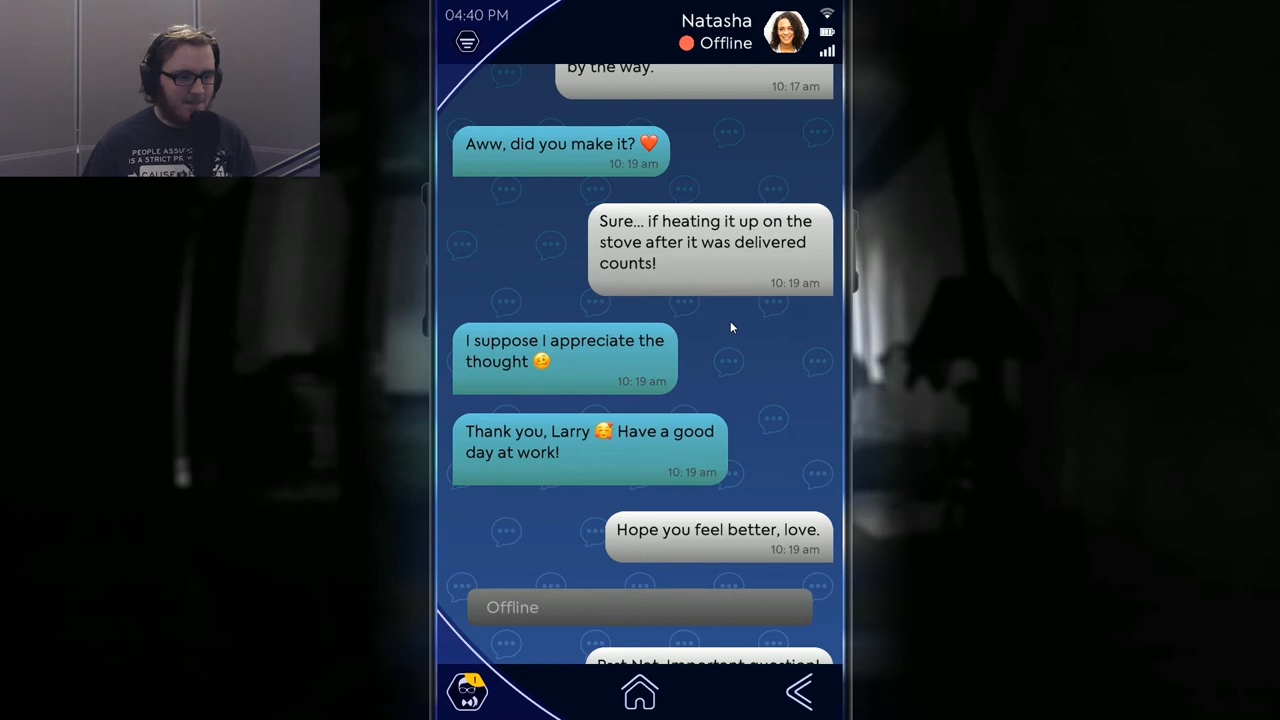 04:40 PM
Natasha
Offline
by the way.
10:17 am
Aww, did you make it? ❤️
10:19 am
Sure... if heating it up on the
stove after it was delivered
counts!
10:19 am
I suppose I appreciate the
thought 🥴
10:19 am
Thank you, Larry 🥰 Have a good
day at work!
10:19 am
Hope you feel better, love.
10:19 am
Offline
Important question!
PEOPLE
IS A STRICT
CAUSE